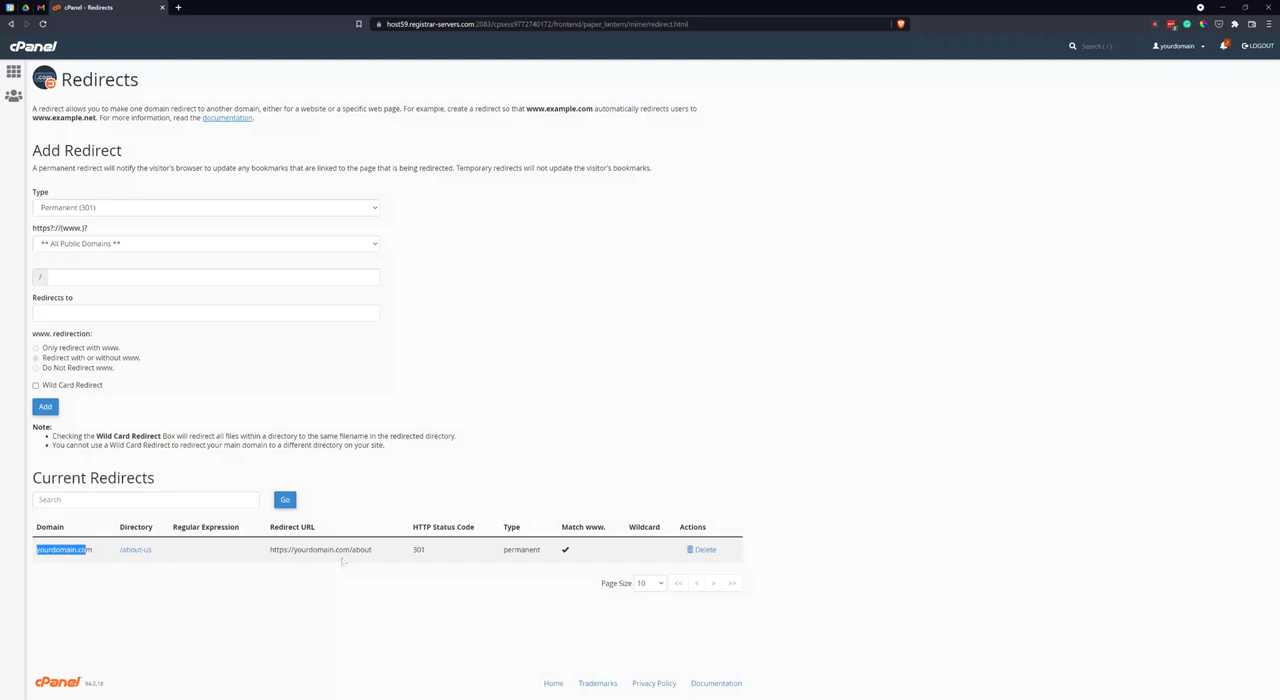 cPanel - Redirects
host59.registrar-servers.com:2083/cpsess9772740172/frontend/paper_lantern/mime/redirect.html
cPanel
Search ( / )
yourdomain
LOGOUT
.com
Redirects
A redirect allows you to make one domain redirect to another domain, either for a website or a specific web page. For example, create a redirect so that www.example.com automatically redirects users to
www.example.net. For more information, read the documentation.
Add Redirect
A permanent redirect will notify the visitor's browser to update any bookmarks that are linked to the page that is being redirected. Temporary redirects will not update the visitor's bookmarks.
Type
Permanent (301)
https?://(www.)?
** All Public Domains **
/
Redirects to
www. redirection:
Only redirect with www.
Redirect with or without www.
Do Not Redirect www.
Wild Card Redirect
Add
Note:
Checking the Wild Card Redirect Box will redirect all files within a directory to the same filename in the redirected directory.
You cannot use a Wild Card Redirect to redirect your main domain to a different directory on your site.
Current Redirects
Search
Go
Domain Directory Regular Expression Redirect URL HTTP Status Code Type Match www. Wildcard Actions
yourdomain.com /about-us https://yourdomain.com/about 301 permanent Delete
Page Size 10 << < > >>
cPanel 94.0.18 Home Trademarks Privacy Policy Documentation